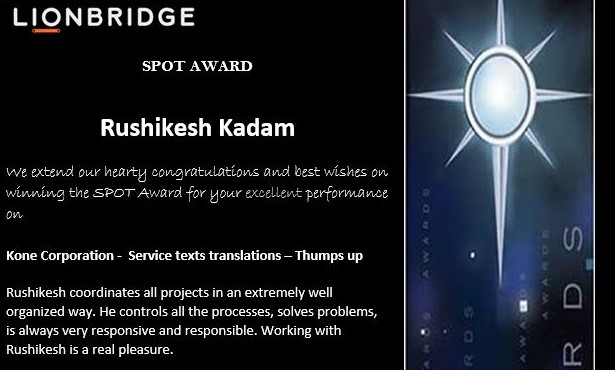 LIONBRIDGE
SPOT AWARD
Rushikesh Kadam
We extend our hearty congratulations and best wishes on
winning the SPOT Award for your excellent performance
on
Kone Corporation - Service texts translations – Thumps up
Rushikesh coordinates all projects in an extremely well
organized way. He controls all the processes, solves problems,
is always very responsive and responsible. Working with
Rushikesh is a real pleasure.
AWARDS
AWARDS
RDS